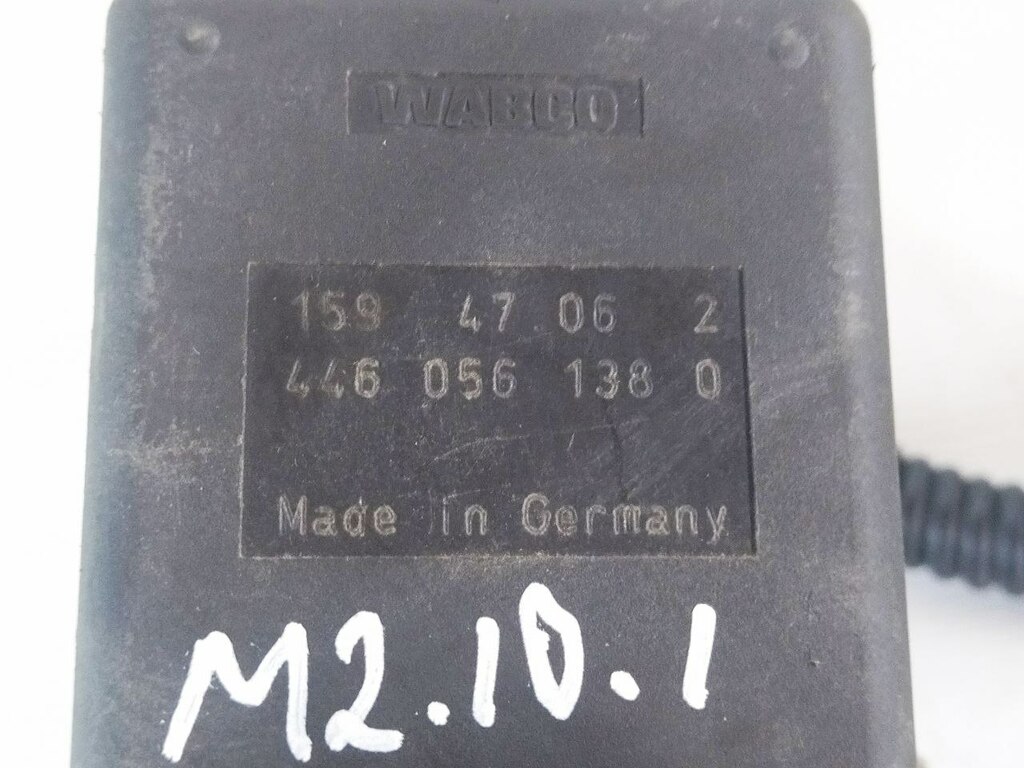 WABCO
159 47 06 2
446 056 138 0
Made in Germany
M2.10.1